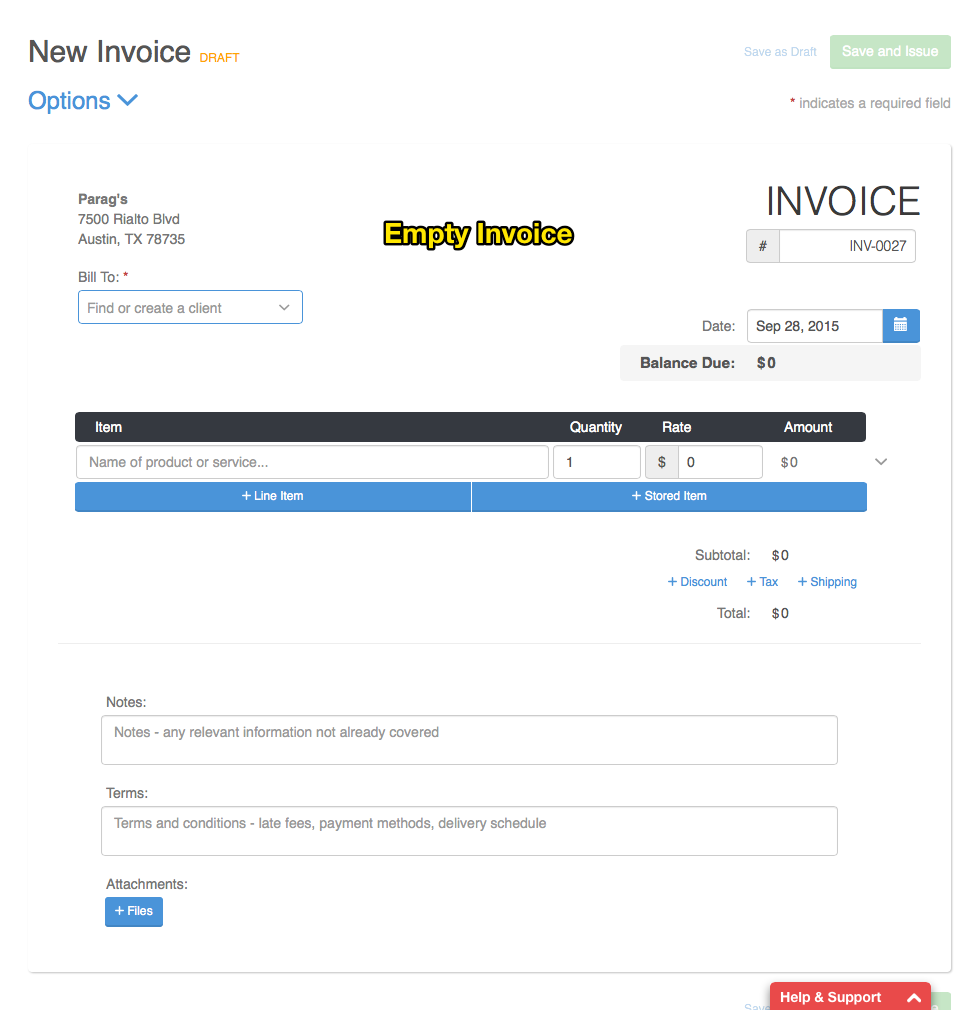 New Invoice DRAFT
Save as Draft
Save and Issue
Options
* indicates a required field
Parag's
7500 Rialto Blvd
Austin, TX 78735
Empty Invoice
INVOICE
# INV-0027
Bill To: *
Find or create a client
Date: Sep 28, 2015
Balance Due: $0
Item Quantity Rate Amount
Name of product or service... 1 $ 0 $0
+ Line Item + Stored Item
Subtotal: $0
+ Discount + Tax + Shipping
Total: $0
Notes:
Notes - any relevant information not already covered
Terms:
Terms and conditions - late fees, payment methods, delivery schedule
Attachments:
+ Files
Save
Help & Support